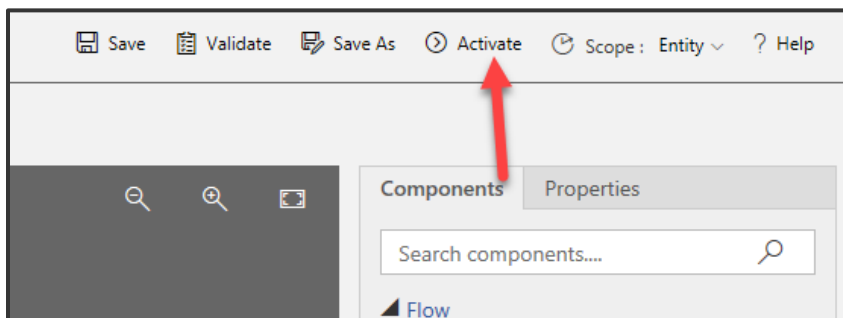 Save Validate Save As Activate Scope : Entity ? Help
Components Properties
Search components....
Flow